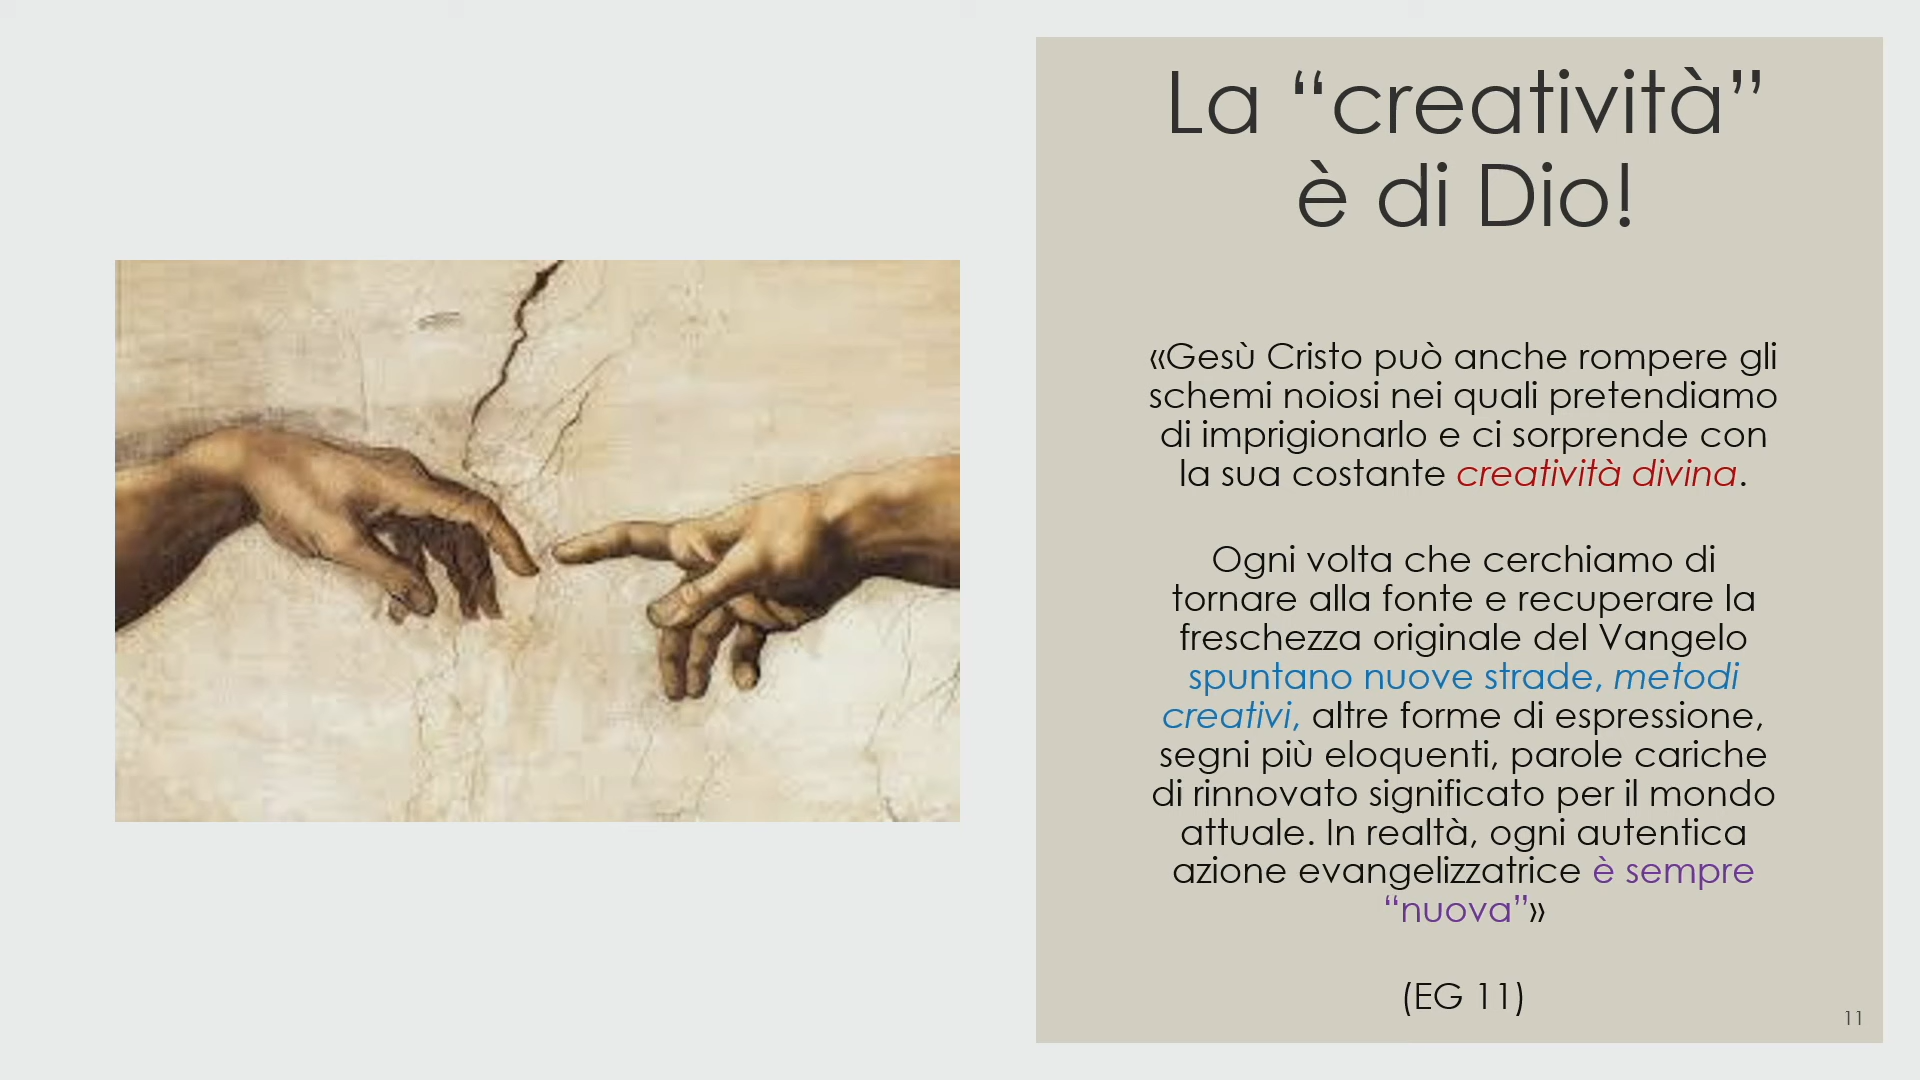 La “creatività”
è di Dio!
«Gesù Cristo può anche rompere gli
schemi noiosi nei quali pretendiamo
di imprigionarlo e ci sorprende con
la sua costante creatività divina.
Ogni volta che cerchiamo di
tornare alla fonte e recuperare la
freschezza originale del Vangelo
spuntano nuove strade, metodi
creativi, altre forme di espressione,
segni più eloquenti, parole cariche
di rinnovato significato per il mondo
attuale. In realtà, ogni autentica
azione evangelizzatrice è sempre
“nuova”»
(EG 11)
11